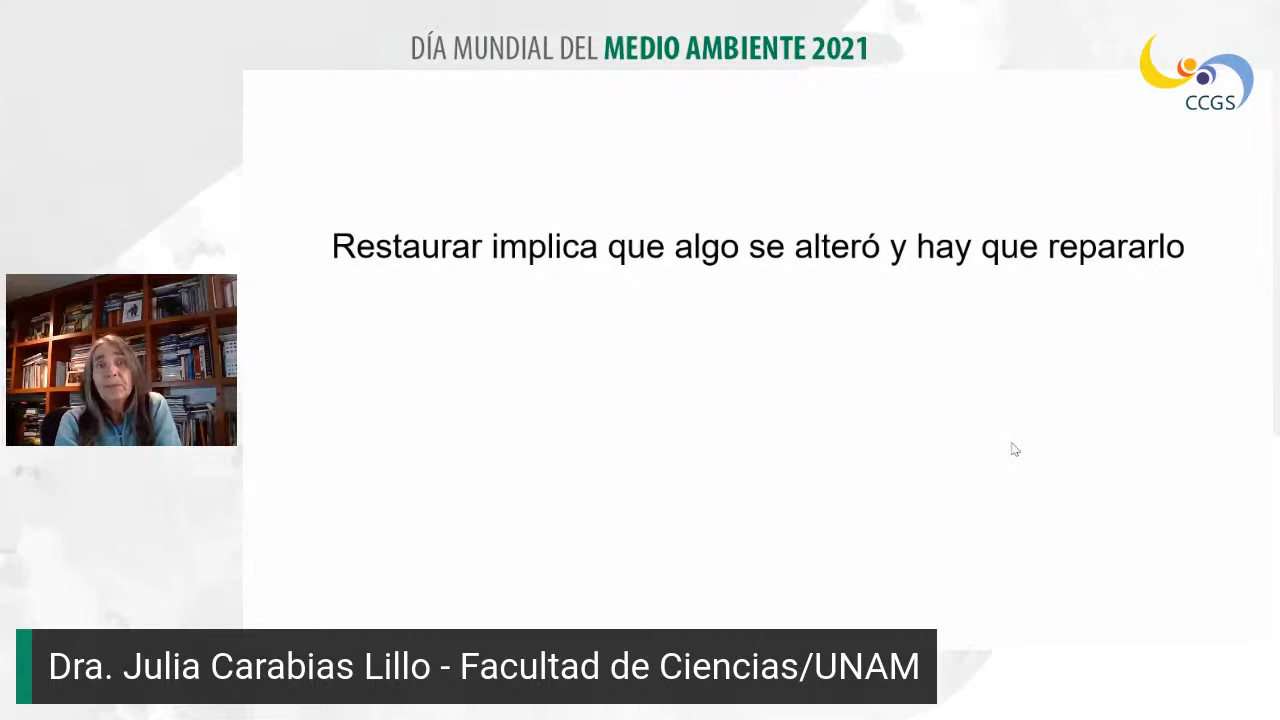 DÍA MUNDIAL DEL MEDIO AMBIENTE 2021
CCGS
Restaurar implica que algo se alteró y hay que repararlo
Dra. Julia Carabias Lillo - Facultad de Ciencias/UNAM